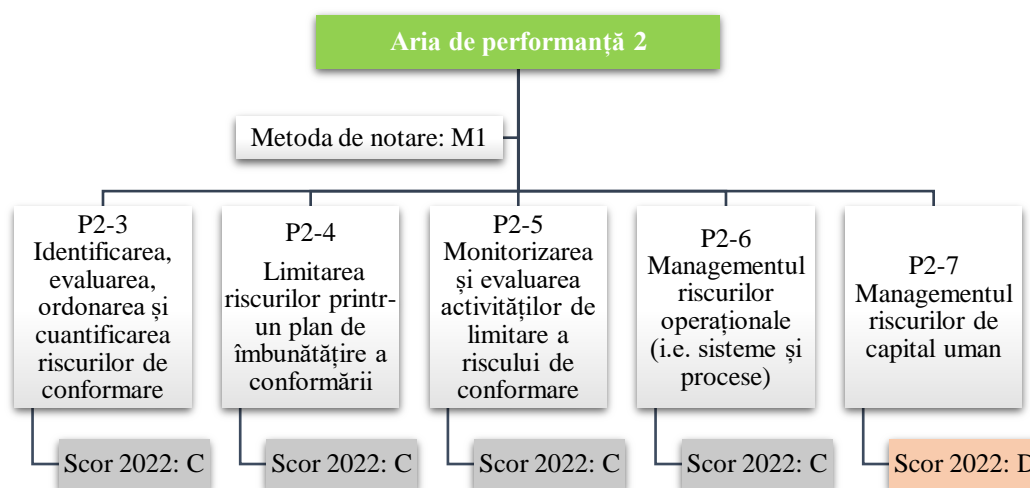 Aria de performanță 2
Metoda de notare: M1
P2-3
Identificarea,
evaluarea,
ordonarea și
cuantificarea
riscurilor de
conformare
Scor 2022: C
P2-4
Limitarea
riscurilor printr-
un plan de
îmbunătățire a
conformării
Scor 2022: C
P2-5
Monitorizarea
și evaluarea
activităților de
limitare a
riscului de
conformare
Scor 2022: C
P2-6
Managementul
riscurilor
operaționale
(i.e. sisteme și
procese)
Scor 2022: C
P2-7
Managementul
riscurilor de
capital uman
Scor 2022: D